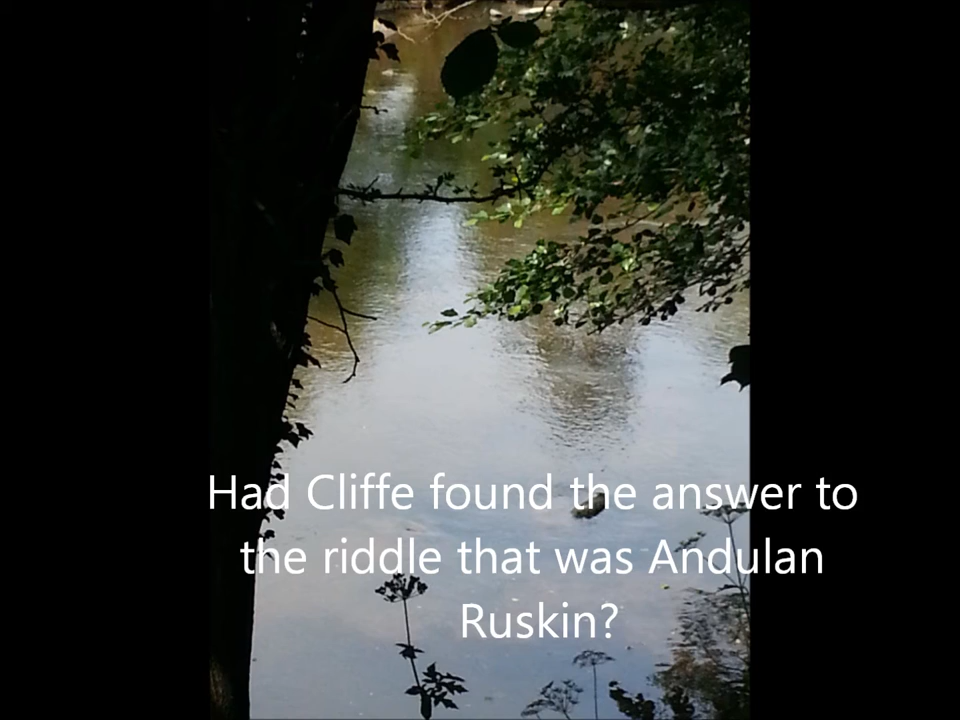 Had Cliffe found the answer to
the riddle that was Andulan
Ruskin?